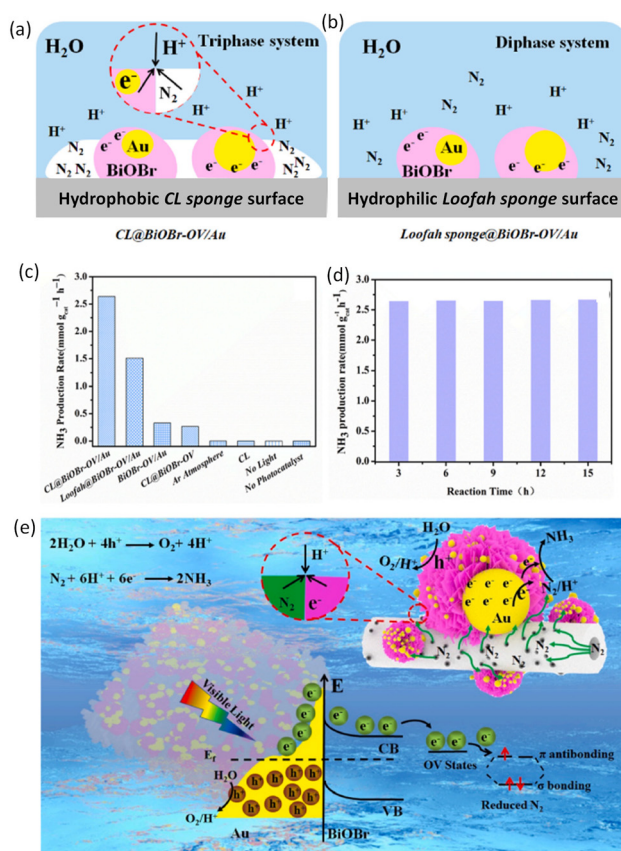 (a)
H₂O
Triphase system
H⁺
e⁻
N₂
H⁺
H⁺
H⁺
H⁺
H⁺
N₂
N₂
N₂ N₂
e⁻
e⁻
e⁻
Au
BiOBr
e⁻
e⁻ e⁻
N₂
N₂ N₂
N₂
Hydrophobic CL sponge surface
CL@BiOBr-OV/Au
(b)
H₂O
Diphase system
N₂
H⁺
H⁺
H⁺
H⁺
H⁺
H⁺
N₂
N₂
N₂
N₂
e⁻
e⁻
e⁻
Au
BiOBr
e⁻
e⁻ e⁻
Hydrophilic Loofah sponge surface
Loofah sponge@BiOBr-OV/Au
(c)
NH₃ Production Rate(mmol g_cat⁻¹ h⁻¹)
3.0
2.5
2.0
1.5
1.0
0.5
0.0
CL@BiOBr-OV/Au
Loofah@BiOBr-OV/Au
BiOBr-OV/Au
CL@BiOBr-OV
Ar Atmosphere
CL
No Light
No Photocatalyst
(d)
NH₃ production rate(mmol g_cat⁻¹h⁻¹)
3.0
2.5
2.0
1.5
1.0
0.5
0.0
3 6 9 12 15
Reaction Time (h)
(e)
2H₂O + 4h⁺ → O₂ + 4H⁺
N₂ + 6H⁺ + 6e⁻ → 2NH₃
H⁺
N₂
e⁻
H₂O
O₂/H⁺
h⁺
NH₃
e⁻ e⁻
e⁻ e⁻ e⁻
e⁻
Au
N₂/H⁺
N₂
N₂
N₂
N₂
N₂
Visible Light
E
e⁻
e⁻
e⁻
e⁻
e⁻ e⁻ e⁻
CB
e⁻ e⁻ e⁻
OV States
π antibonding
σ bonding
Reduced N₂
E_f
H₂O
h⁺ h⁺ h⁺
h⁺ h⁺ h⁺ h⁺
h⁺ h⁺ h⁺ h⁺
O₂/H⁺
VB
Au
BiOBr